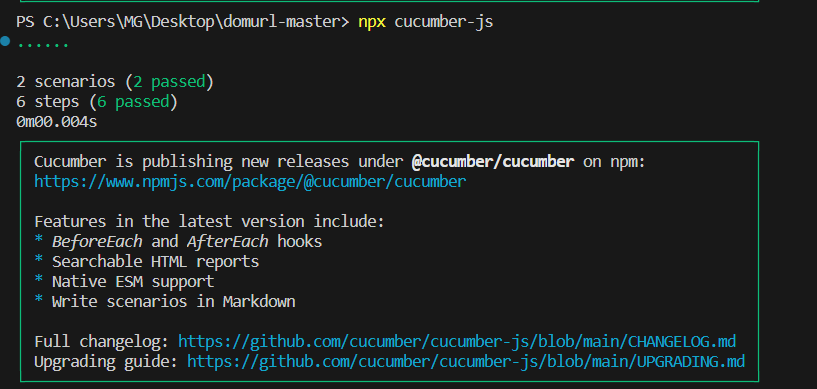 PS C:\Users\MG\Desktop\domurl-master> npx cucumber-js
......
2 scenarios (2 passed)
6 steps (6 passed)
0m00.004s
Cucumber is publishing new releases under @cucumber/cucumber on npm:
https://www.npmjs.com/package/@cucumber/cucumber
Features in the latest version include:
* BeforeEach and AfterEach hooks
* Searchable HTML reports
* Native ESM support
* Write scenarios in Markdown
Full changelog: https://github.com/cucumber/cucumber-js/blob/main/CHANGELOG.md
Upgrading guide: https://github.com/cucumber/cucumber-js/blob/main/UPGRADING.md